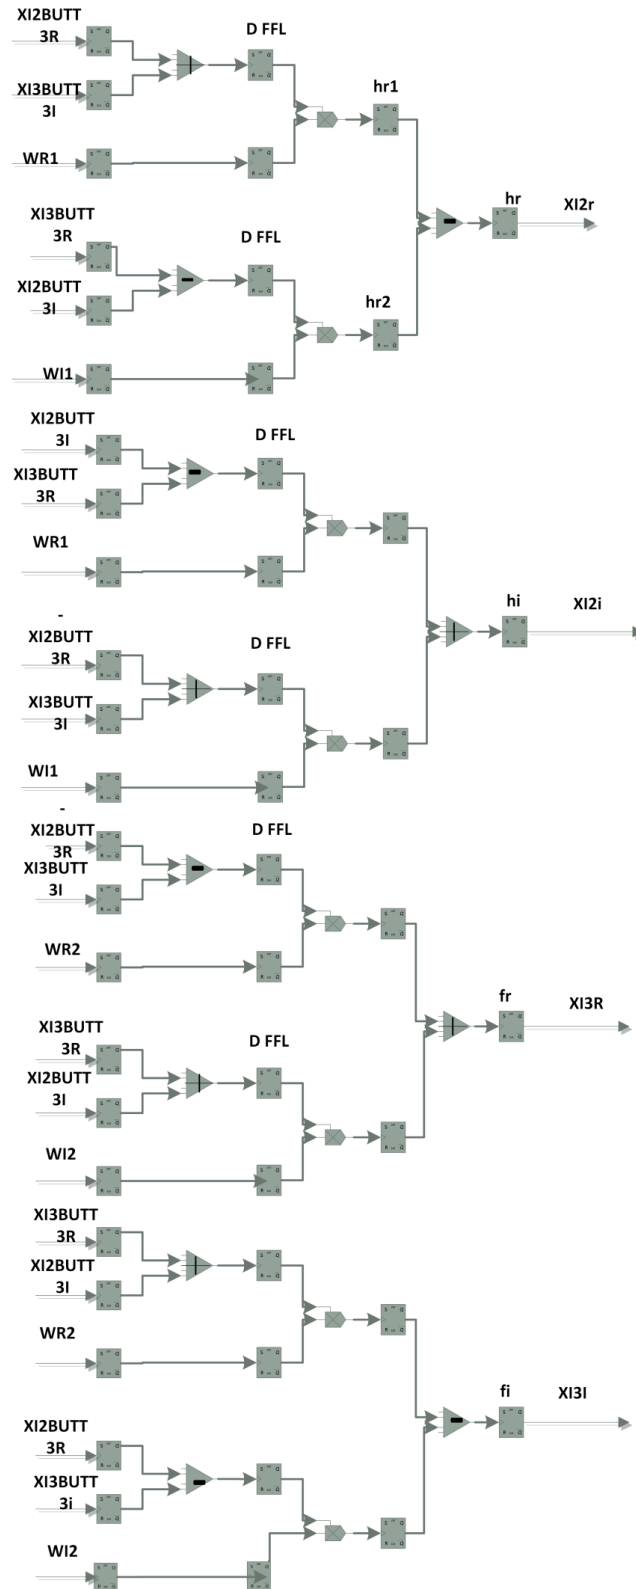 XI2BUTT
3R
D FFL
XI3BUTT
3I
hr1
WR1
hr
XI2r
XI3BUTT
3R
D FFL
XI2BUTT
3I
hr2
WI1
XI2BUTT
3I
D FFL
XI3BUTT
3R
WR1
hi
XI2i
-
XI2BUTT
3R
D FFL
XI3BUTT
3I
WI1
-
XI2BUTT
3R
D FFL
XI3BUTT
3I
WR2
fr
XI3R
XI3BUTT
3R
D FFL
XI2BUTT
3I
WI2
XI3BUTT
3R
XI2BUTT
3I
WR2
fi
XI3I
XI2BUTT
3R
XI3BUTT
3i
WI2